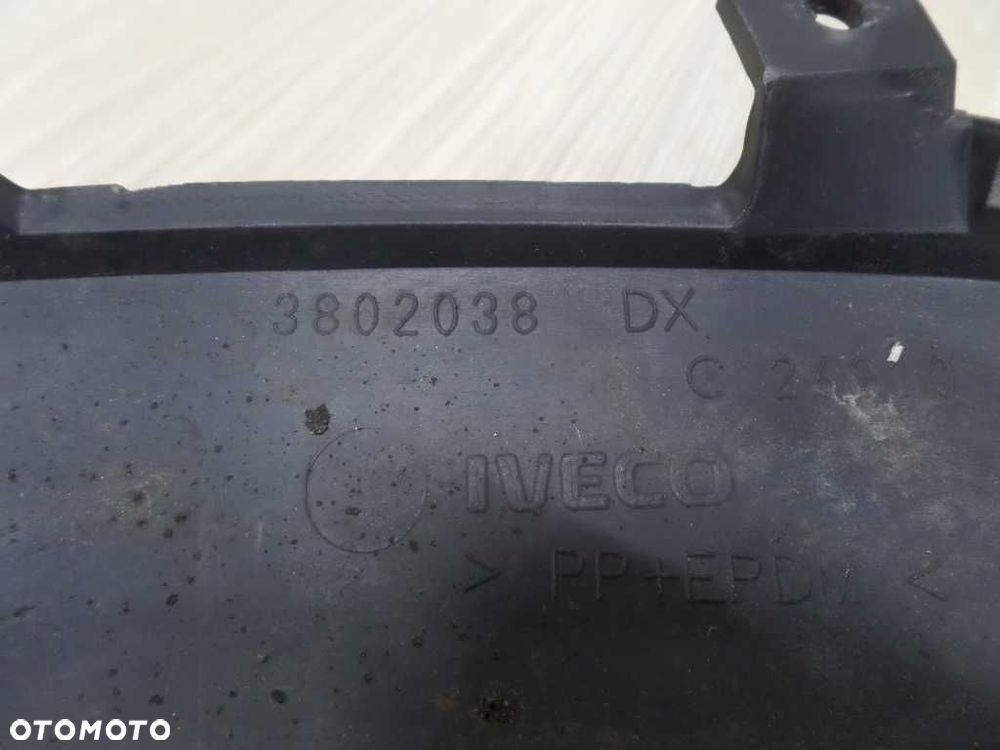 3802038 DX
C
IVECO
> PP+EPDM <
OTOMOTO